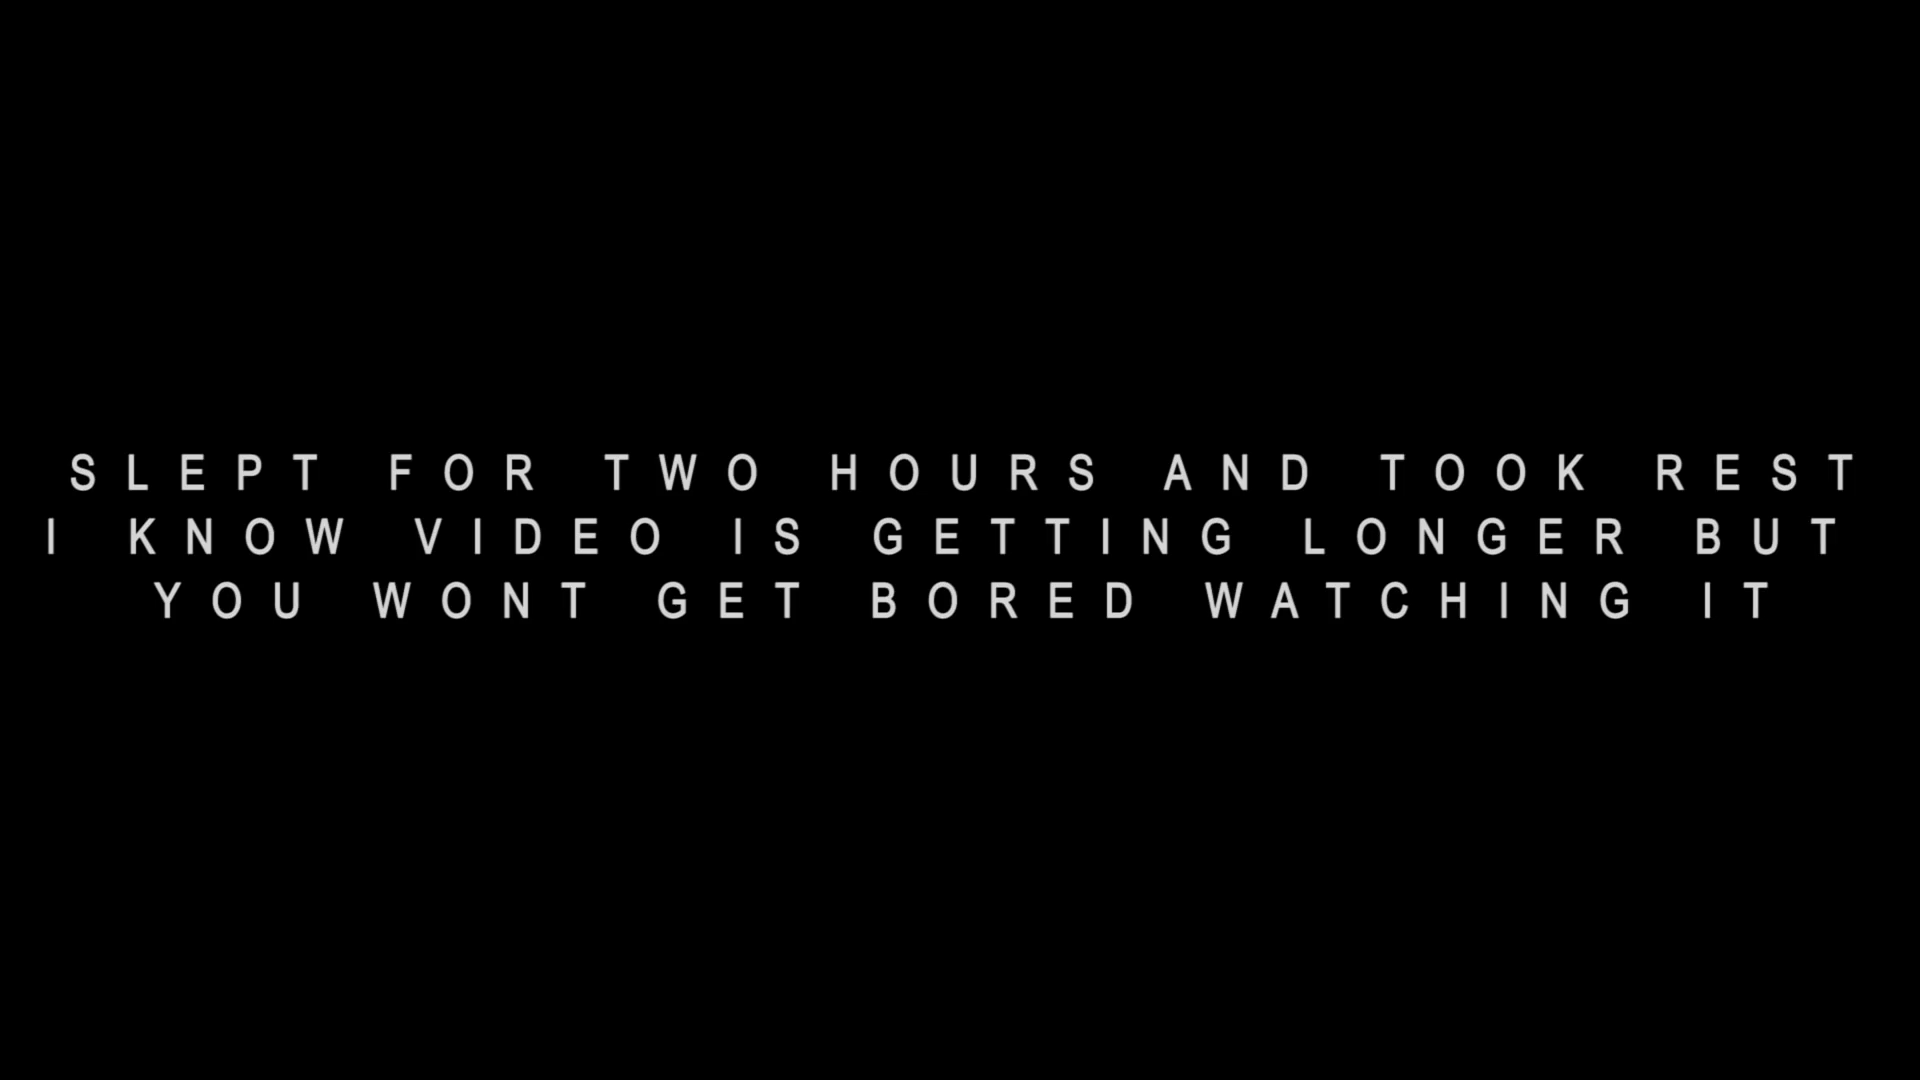 SLEPT FOR TWO HOURS AND TOOK REST
I KNOW VIDEO IS GETTING LONGER BUT
YOU WONT GET BORED WATCHING IT